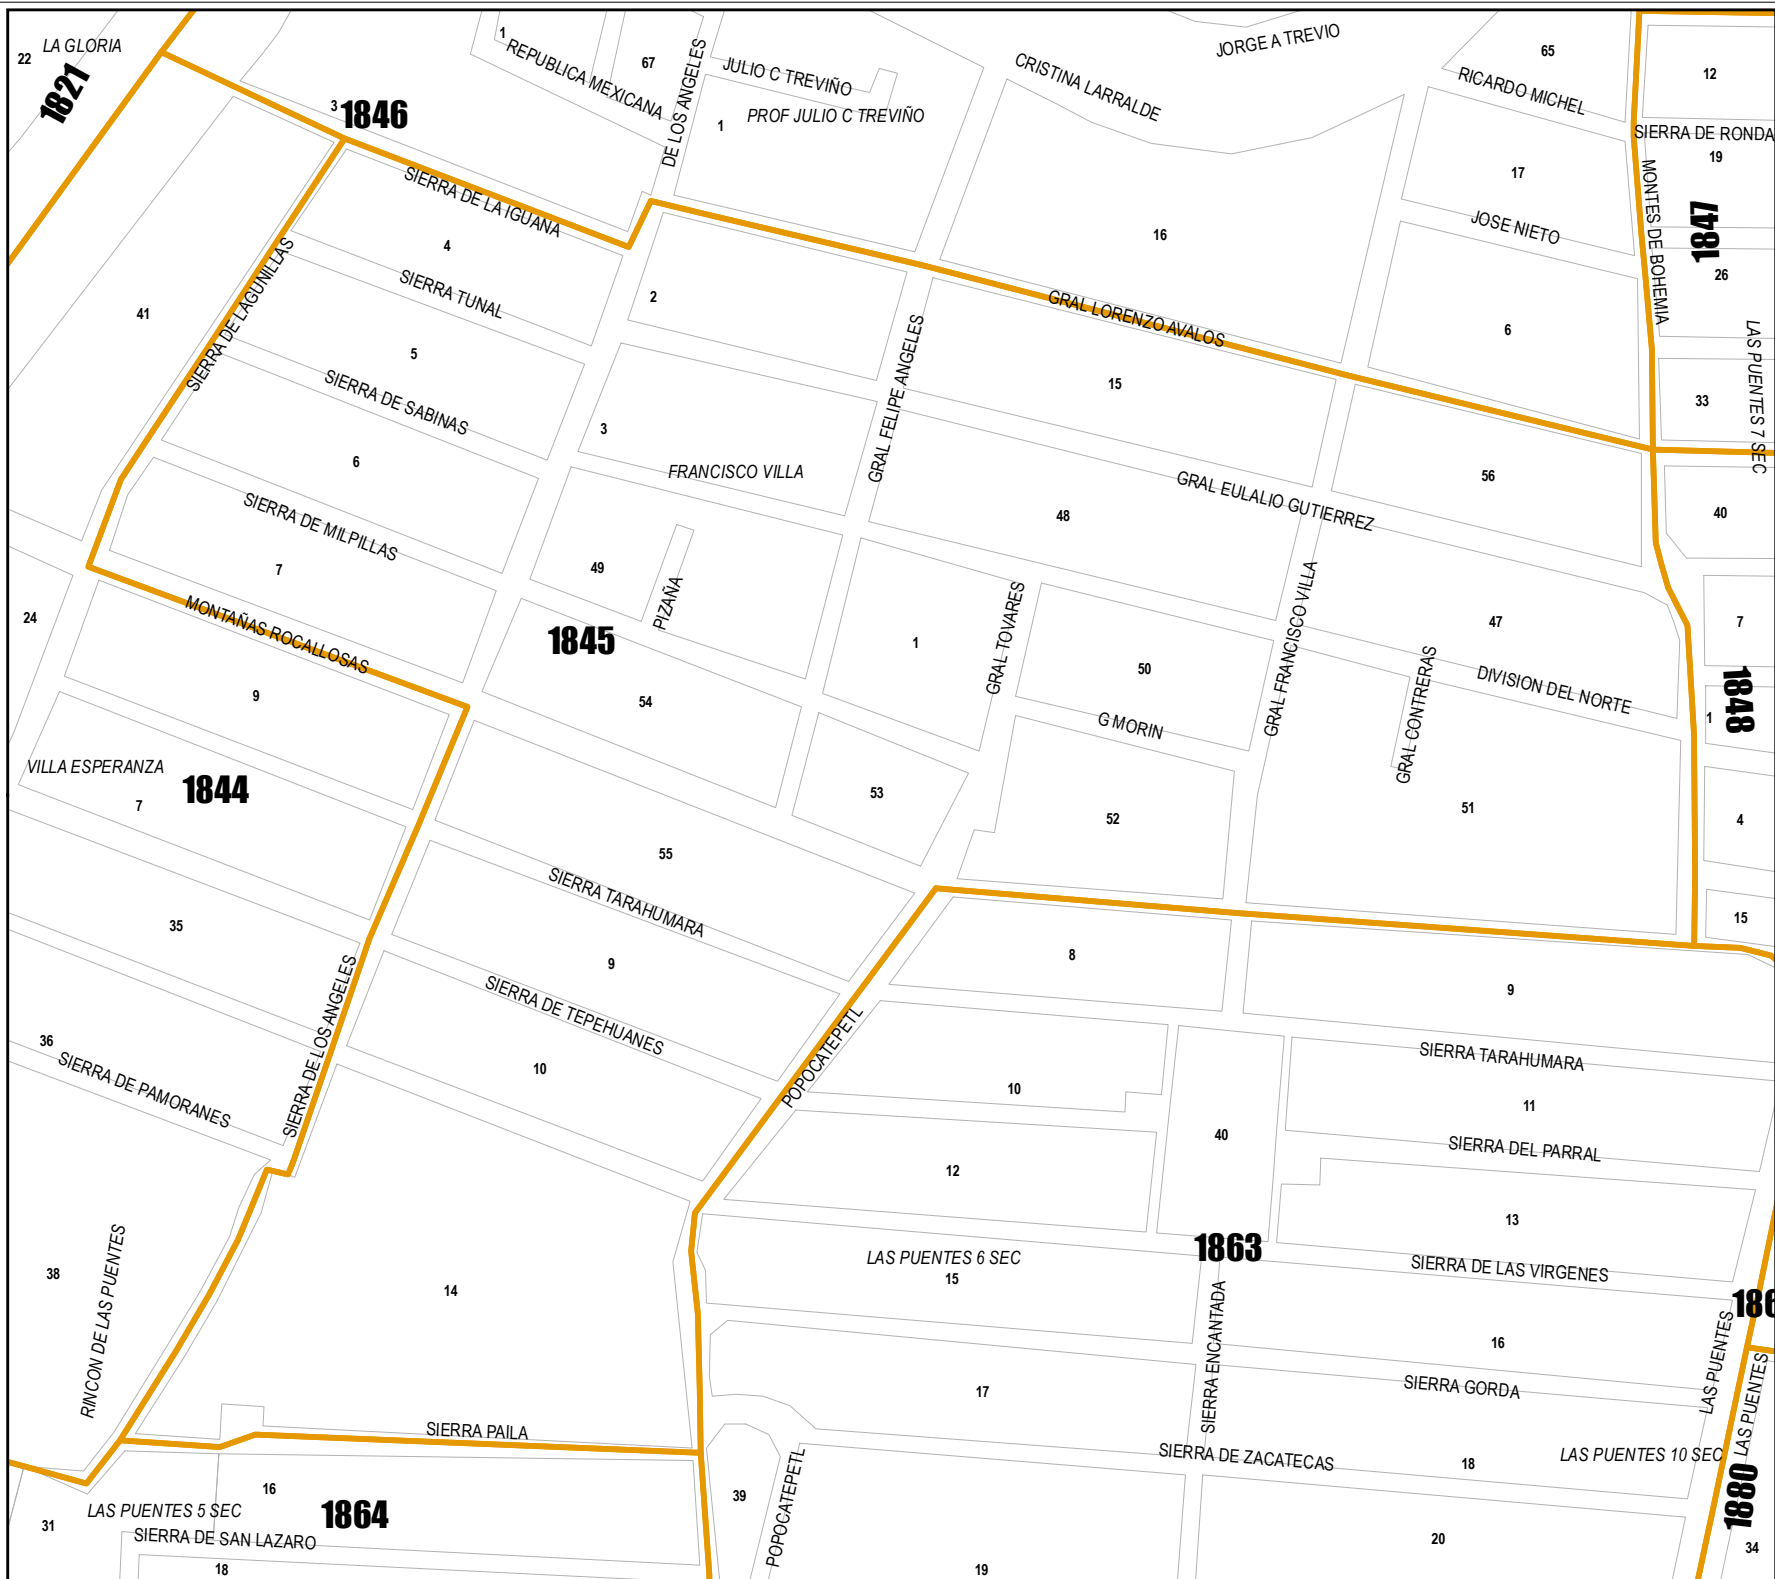 LA GLORIA
22
1821
3
1846
1
REPUBLICA MEXICANA
67
DE LOS ANGELES
JULIO C TREVIÑO
PROF JULIO C TREVIÑO
1
CRISTINA LARRALDE
JORGE A TREVIO
65
RICARDO MICHEL
12
SIERRA DE RONDA
19
17
JOSE NIETO
MONTES DE BOHEMIA
1847
26
16
SIERRA DE LA IGUANA
4
SIERRA TUNAL
SIERRA DE LAGUNILLAS
41
5
2
GRAL LORENZO AVALOS
6
LAS PUENTES 7 SEC
33
GRAL FELIPE ANGELES
15
SIERRA DE SABINAS
3
6
FRANCISCO VILLA
GRAL EULALIO GUTIERREZ
56
40
48
SIERRA DE MILPILLAS
7
49
PIZAÑA
MONTAÑAS ROCALLOSAS
24
1845
1
GRAL TOVARES
50
GRAL FRANCISCO VILLA
47
7
GRAL CONTRERAS
DIVISION DEL NORTE
1
1848
9
54
G MORIN
VILLA ESPERANZA
1844
7
53
52
51
4
55
SIERRA TARAHUMARA
35
15
9
8
9
SIERRA DE TEPEHUANES
SIERRA DE LOS ANGELES
36
SIERRA DE PAMORANES
10
POPOCATEPETL
10
SIERRA TARAHUMARA
11
40
SIERRA DEL PARRAL
12
13
1863
LAS PUENTES 6 SEC
15
SIERRA DE LAS VIRGENES
38
RINCON DE LAS PUENTES
14
186
SIERRA ENCANTADA
16
LAS PUENTES
LAS PUENTES
17
SIERRA GORDA
SIERRA PAILA
SIERRA DE ZACATECAS
18
LAS PUENTES 10 SEC
1880
16
LAS PUENTES 5 SEC
1864
31
SIERRA DE SAN LAZARO
18
39
POPOCATEPETL
19
20
34